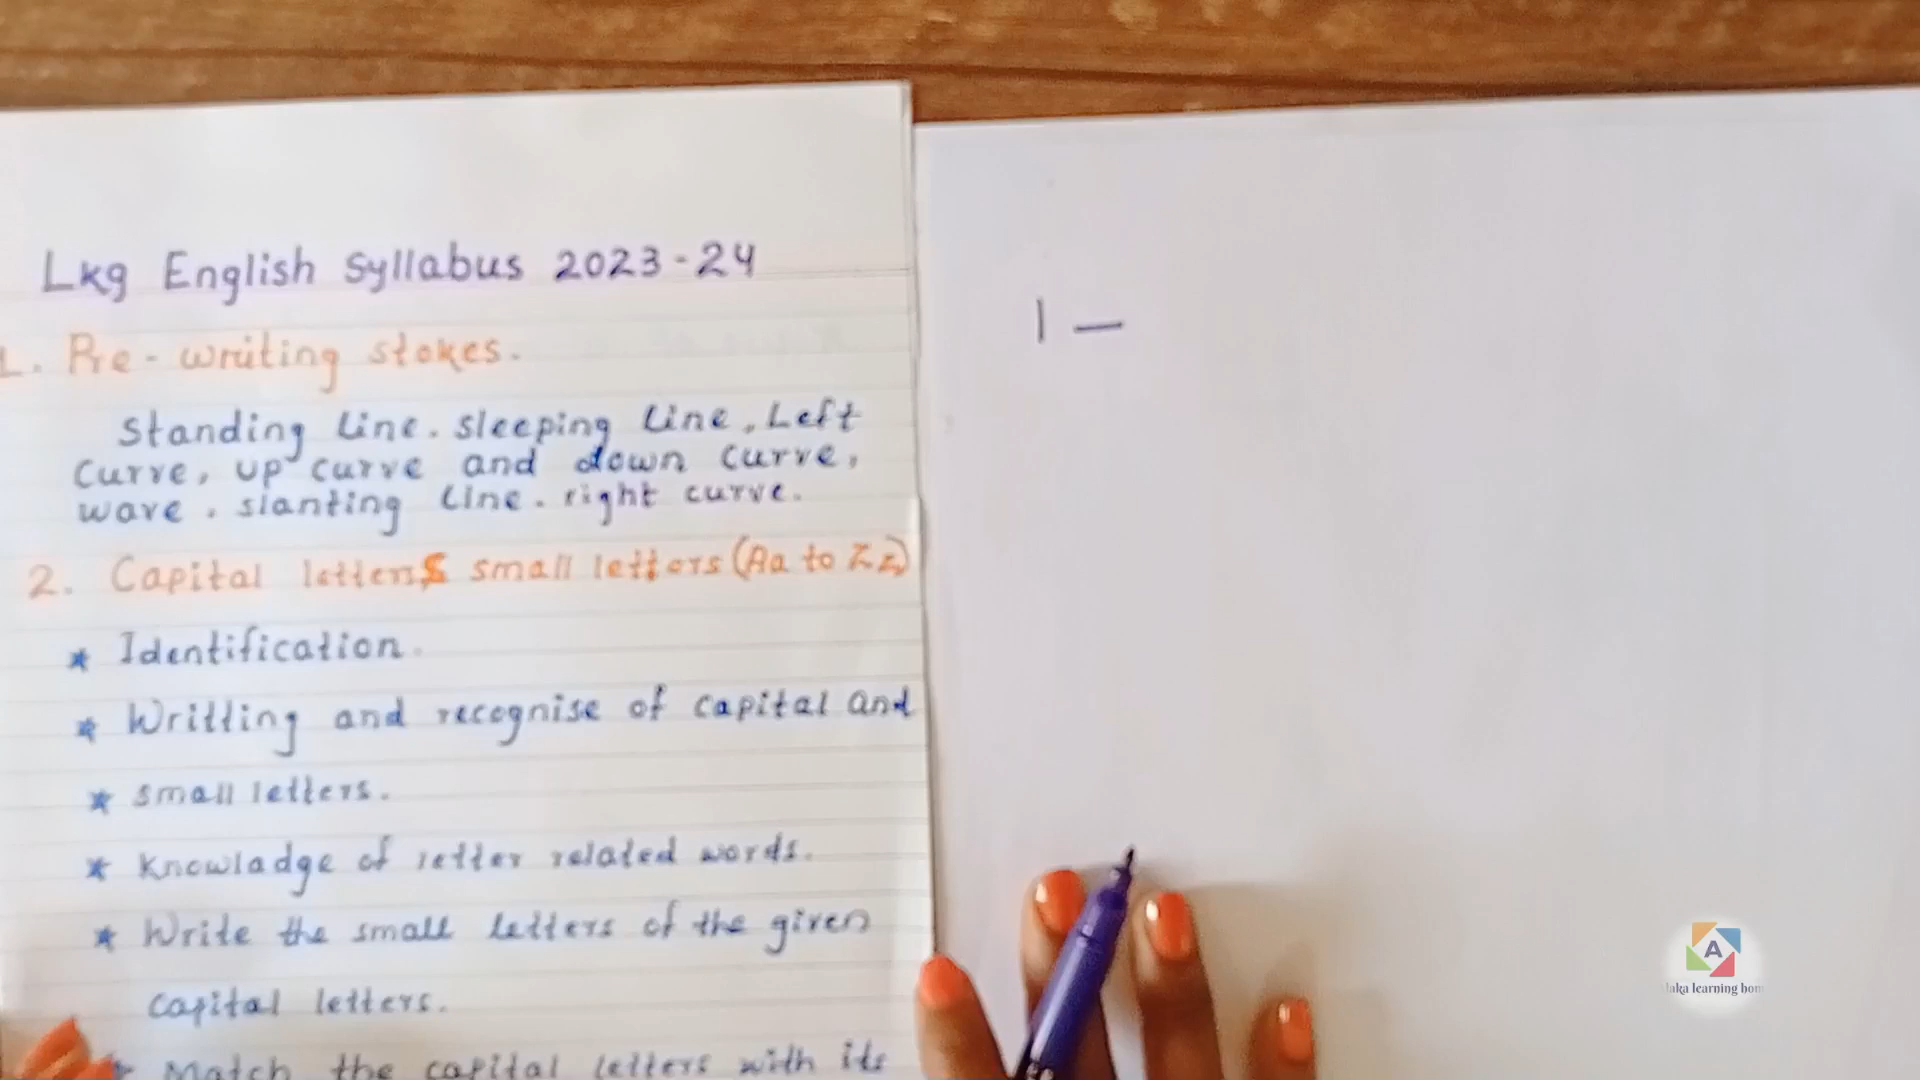 Lkg English Syllabus 2023-24
1. Pre-writing stokes.
Standing line. sleeping line, Left
curve, up curve and down curve,
wave. slanting line. right curve.
2. Capital letters small letters (Aa to Zz)
* Identification.
* Writting and recognise of capital and
* small letters.
* Knowladge of letter related words.
* Write the small letters of the given
capital letters.
* Match the capital letters with its
| —
A
learning